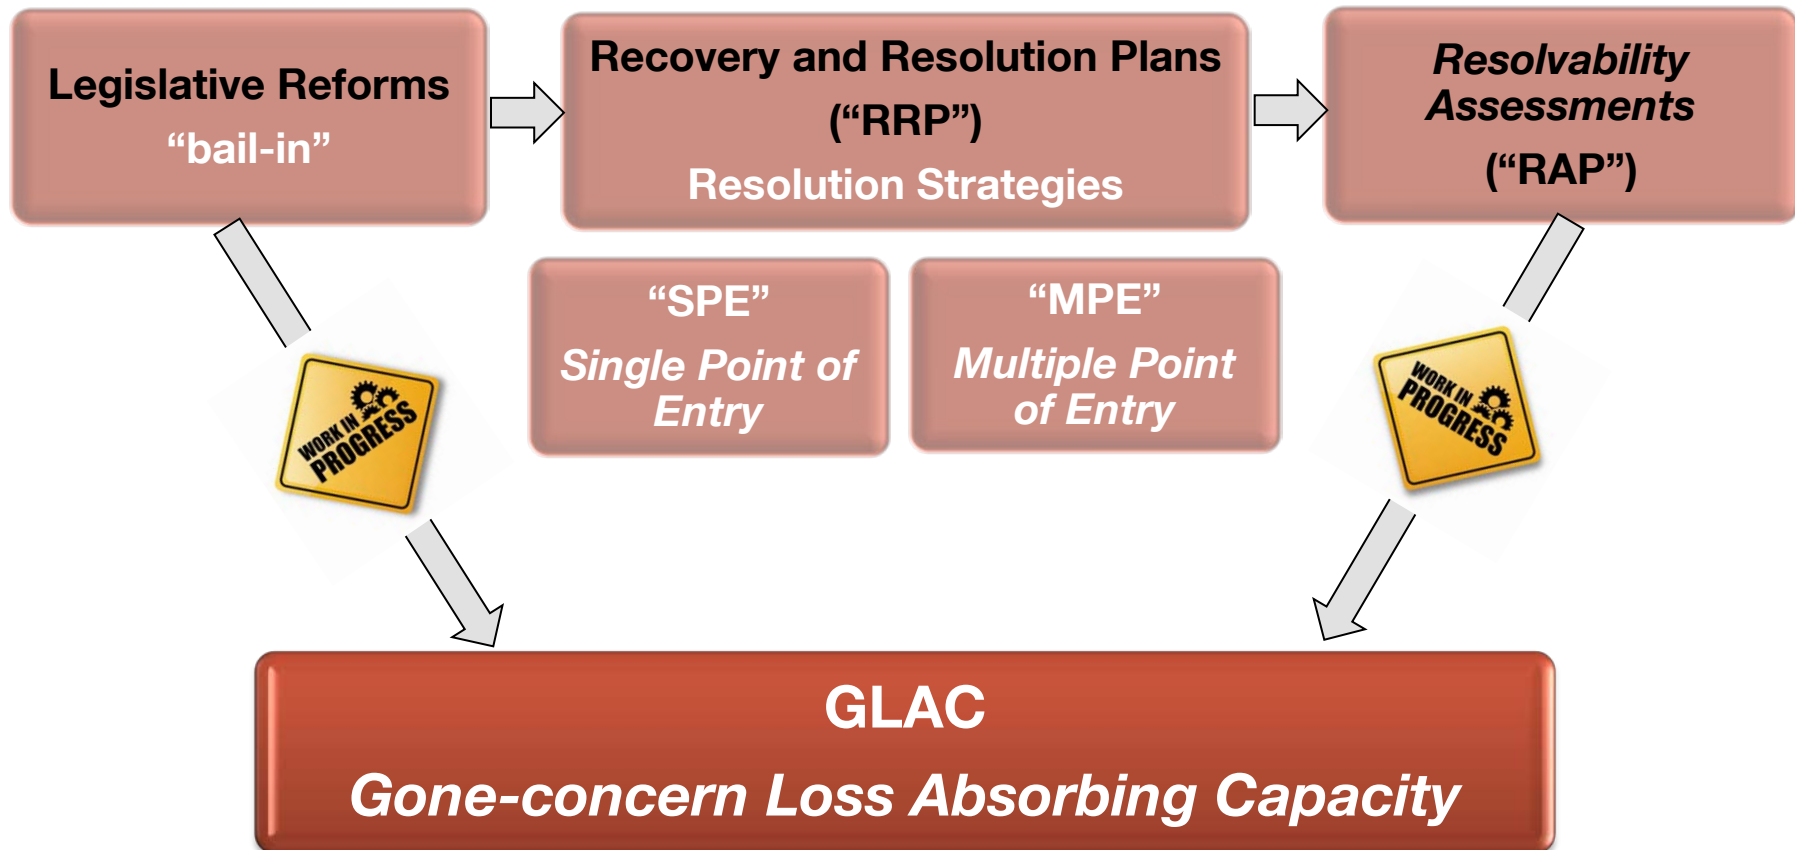 Legislative Reforms
“bail-in”
Recovery and Resolution Plans
(“RRP”)
Resolution Strategies
Resolvability
Assessments
(“RAP”)
“SPE”
Single Point of
Entry
“MPE”
Multiple Point
of Entry
WORK IN
PROGRESS
WORK IN
PROGRESS
GLAC
Gone-concern Loss Absorbing Capacity